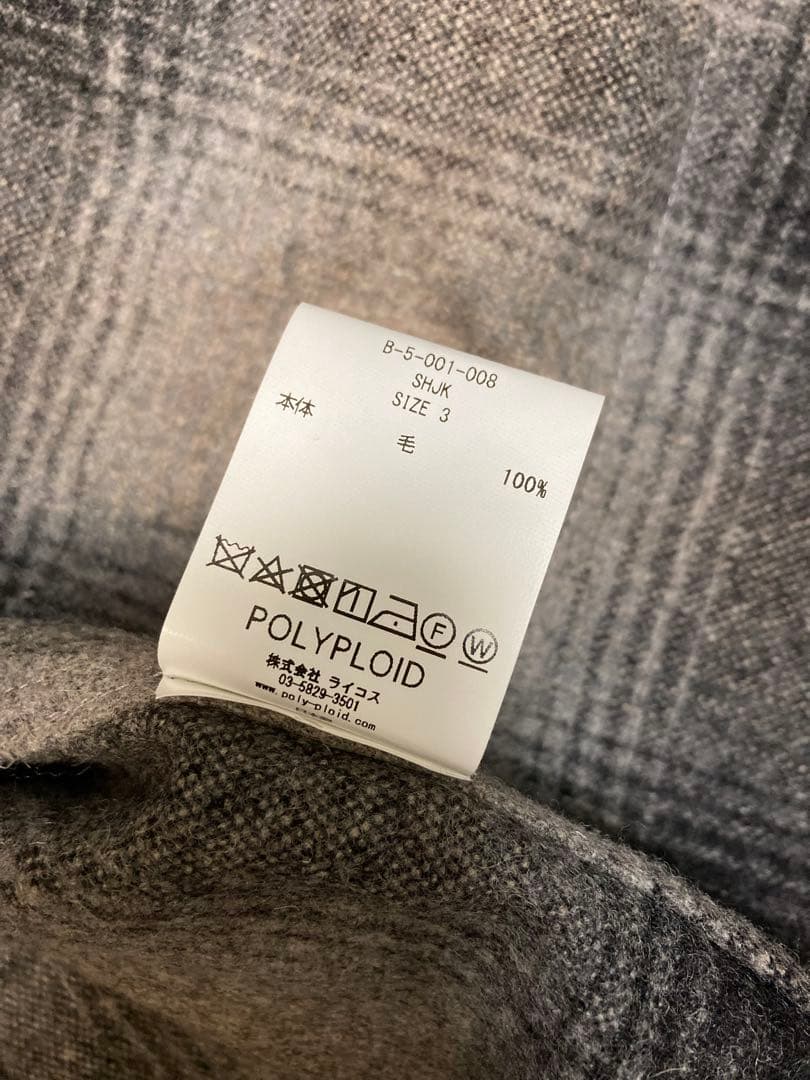 B-5-001-008
SHJK
SIZE 3
本体
毛
100%
F W
POLYPLOID
株式会社 ライコス
03-5829-3501
www.poly-ploid.com